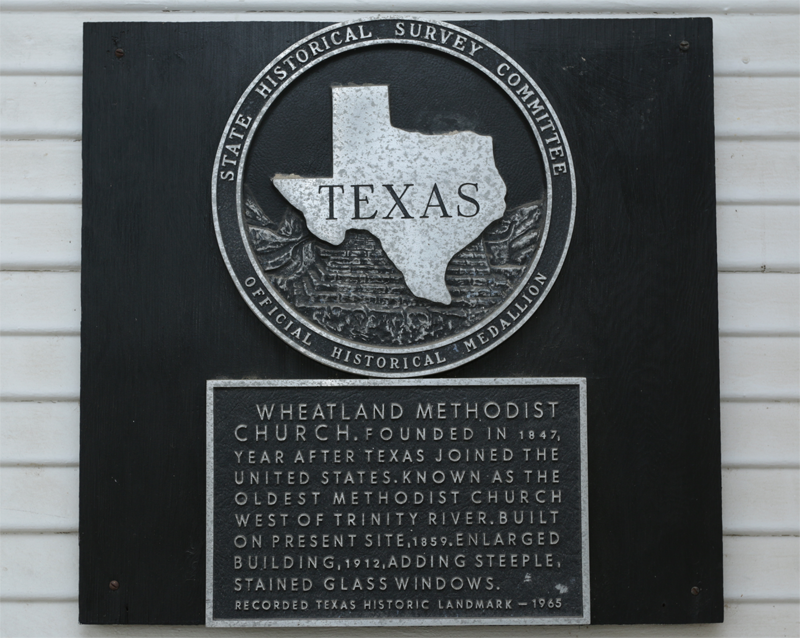 STATE HISTORICAL SURVEY COMMITTEE
TEXAS
OFFICIAL HISTORICAL MEDALLION
WHEATLAND METHODIST
CHURCH. FOUNDED IN 1847,
YEAR AFTER TEXAS JOINED THE
UNITED STATES. KNOWN AS THE
OLDEST METHODIST CHURCH
WEST OF TRINITY RIVER. BUILT
ON PRESENT SITE, 1859. ENLARGED
BUILDING, 1912, ADDING STEEPLE,
STAINED GLASS WINDOWS.
RECORDED TEXAS HISTORIC LANDMARK — 1965